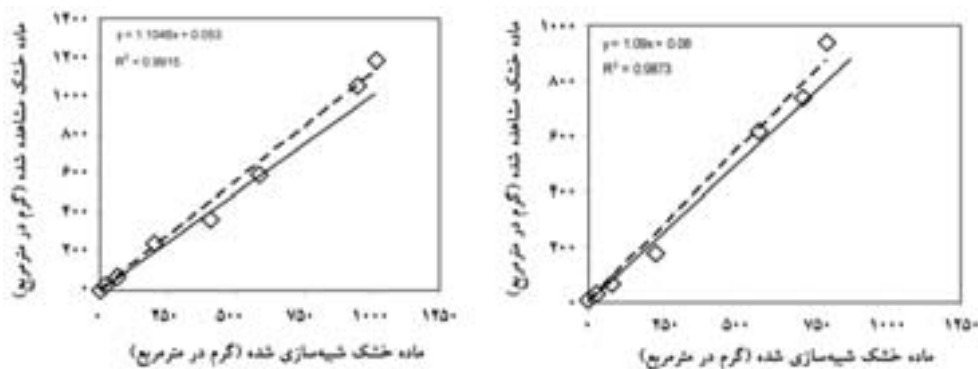 y = 1.1046x + 0.053
R² = 0.9915
ماده خشک مشاهده شده (گرم در مترمربع)
۱۴۰۰
۱۲۰۰
۱۰۰۰
۸۰۰
۶۰۰
۴۰۰
۲۰۰
۰
۰ ۲۵۰ ۵۰۰ ۷۵۰ ۱۰۰۰ ۱۲۵۰
ماده خشک شبیه‌سازی شده (گرم در مترمربع)
y = 1.09x + 0.08
R² = 0.9873
ماده خشک مشاهده شده (گرم در مترمربع)
۱۰۰۰
۸۰۰
۶۰۰
۴۰۰
۲۰۰
۰
۰ ۲۵۰ ۵۰۰ ۷۵۰ ۱۰۰۰ ۱۲۵۰
ماده خشک شبیه‌سازی شده (گرم در مترمربع)